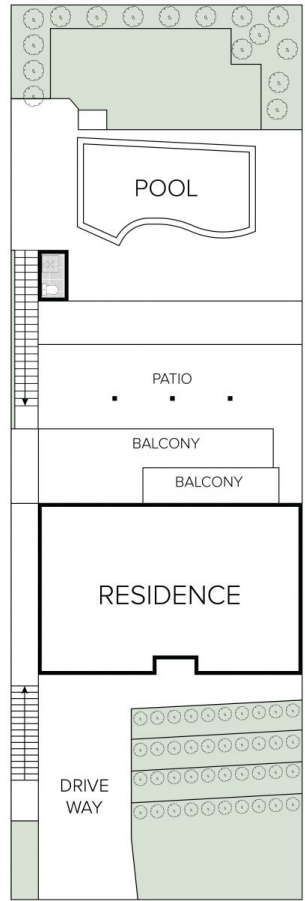 POOL
PATIO
BALCONY
BALCONY
RESIDENCE
DRIVE
WAY